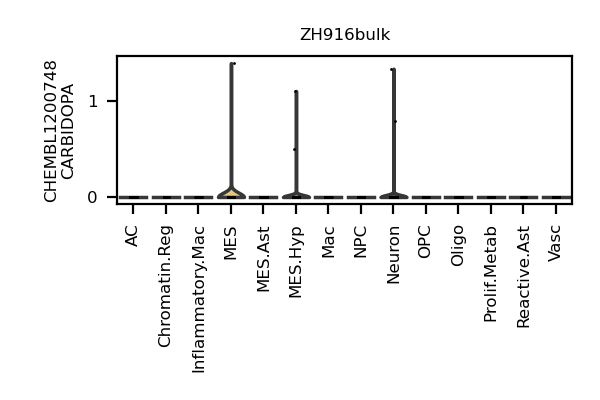 ZH916bulk
CHEMBL1200748
CARBIDOPA
1
0
AC
Chromatin.Reg
Inflammatory.Mac
MES
MES.Ast
MES.Hyp
Mac
NPC
Neuron
OPC
Oligo
Prolif.Metab
Reactive.Ast
Vasc